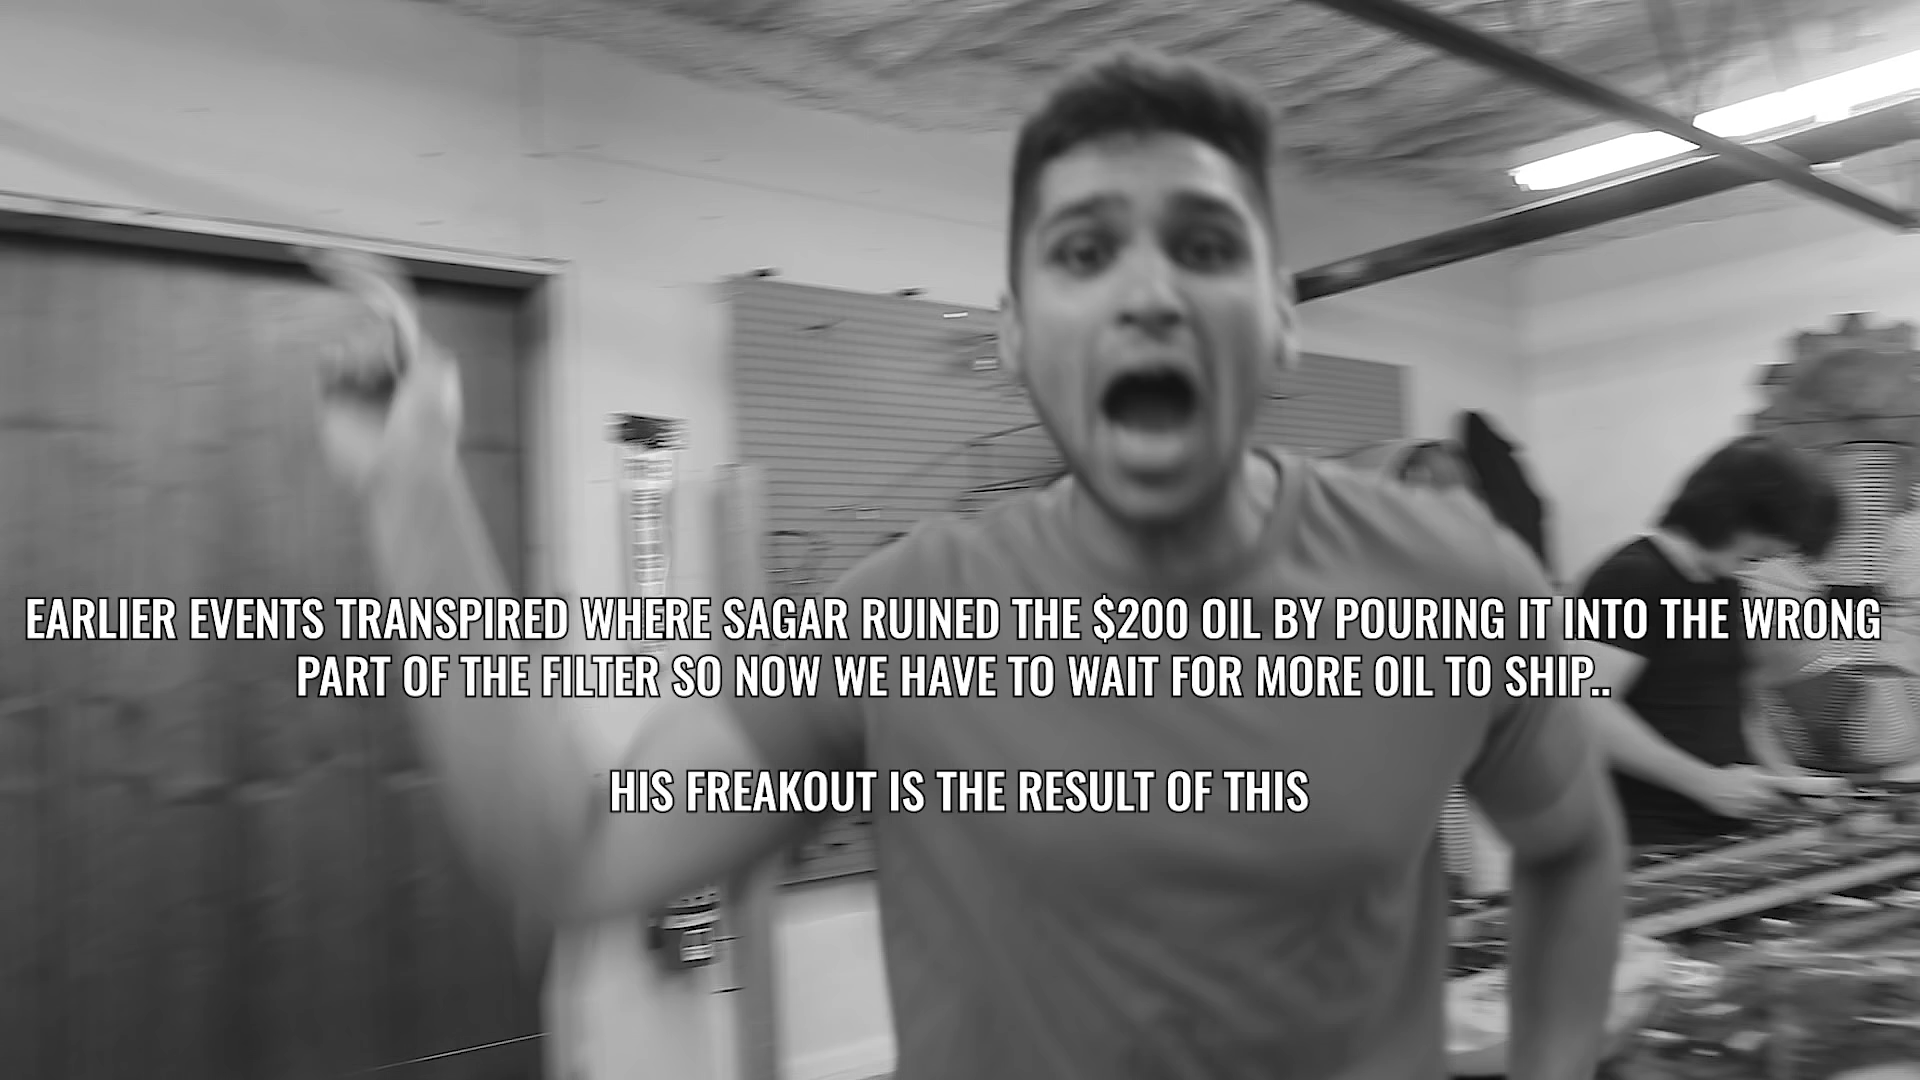 EARLIER EVENTS TRANSPIRED WHERE SAGAR RUINED THE $200 OIL BY POURING IT INTO THE WRONG
PART OF THE FILTER SO NOW WE HAVE TO WAIT FOR MORE OIL TO SHIP..
HIS FREAKOUT IS THE RESULT OF THIS